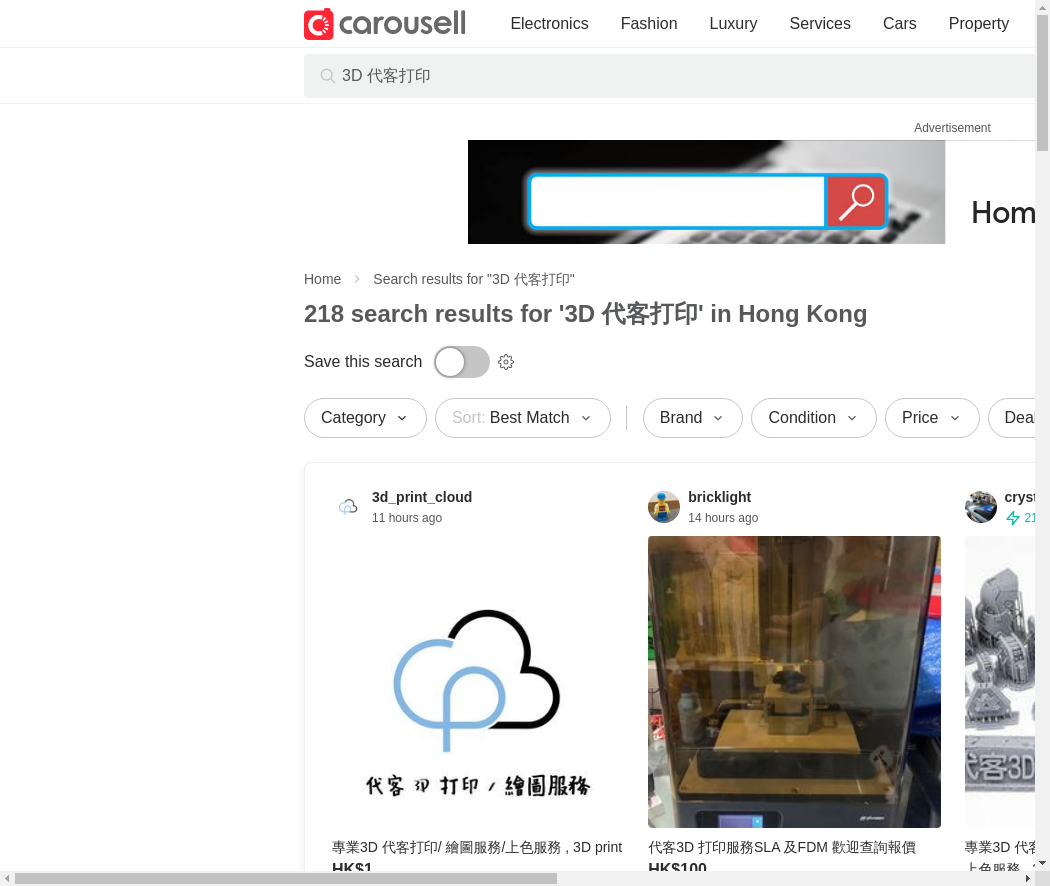 carousell
Electronics Fashion Luxury Services Cars Property
3D 代客打印
Advertisement
Hom
Home Search results for "3D 代客打印"
218 search results for '3D 代客打印' in Hong Kong
Save this search
Category Sort: Best Match Brand Condition Price Deal
3d_print_cloud
11 hours ago
bricklight
14 hours ago
cryst
21
代客 3D 打印 / 繪圖服務
代客3D
專業3D 代客打印/ 繪圖服務/上色服務 , 3D print
HK$1
代客3D 打印服務SLA 及FDM 歡迎查詢報價
HK$100
專業3D 代客
上色服務